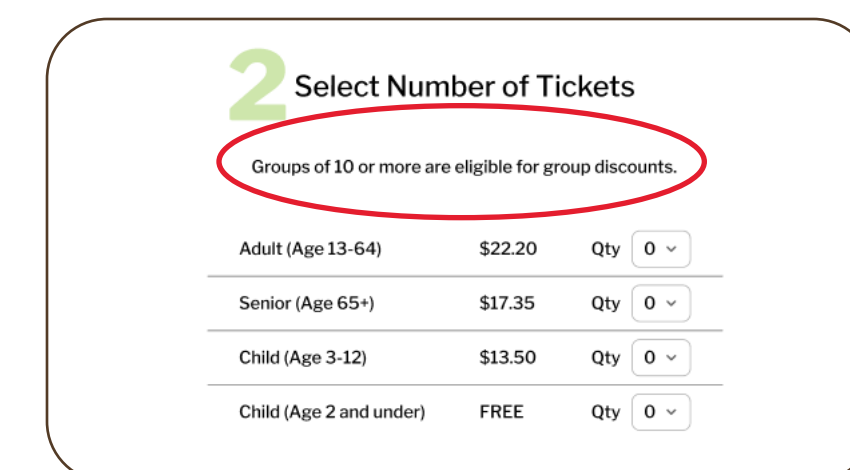 2 Select Number of Tickets
Groups of 10 or more are eligible for group discounts.
Adult (Age 13-64) $22.20 Qty 0
Senior (Age 65+) $17.35 Qty 0
Child (Age 3-12) $13.50 Qty 0
Child (Age 2 and under) FREE Qty 0